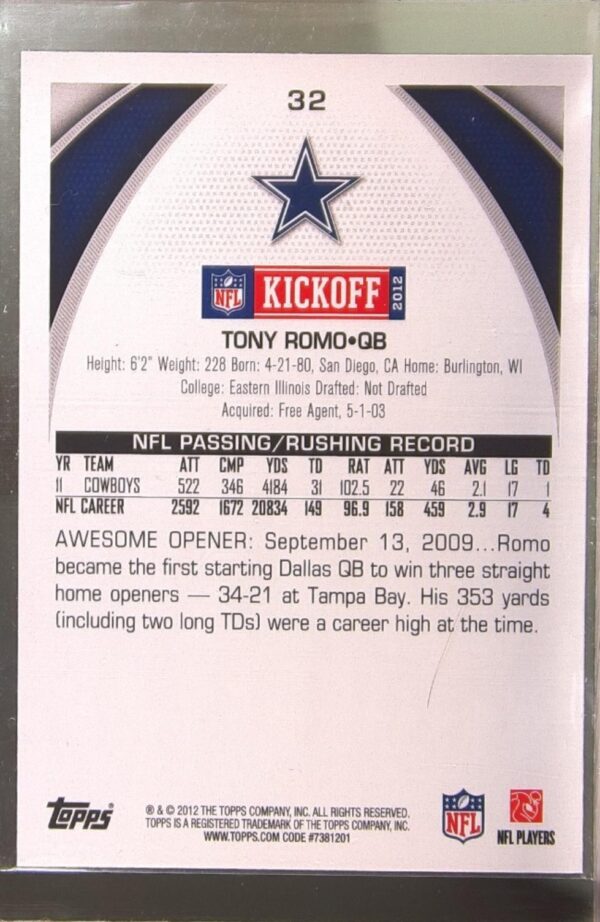 32
NFL KICKOFF 2012
TONY ROMO•QB
Height: 6'2" Weight: 228 Born: 4-21-80, San Diego, CA Home: Burlington, WI
College: Eastern Illinois Drafted: Not Drafted
Acquired: Free Agent, 5-1-03
NFL PASSING/RUSHING RECORD
YR TEAM ATT CMP YDS TD RAT ATT YDS AVG LG TD
11 COWBOYS 522 346 4184 31 102.5 22 46 2.1 17 1
NFL CAREER 2592 1672 20834 149 96.9 158 459 2.9 17 4
AWESOME OPENER: September 13, 2009...Romo
became the first starting Dallas QB to win three straight
home openers — 34-21 at Tampa Bay. His 353 yards
(including two long TDs) were a career high at the time.
Topps
® & © 2012 THE TOPPS COMPANY, INC. ALL RIGHTS RESERVED.
TOPPS IS A REGISTERED TRADEMARK OF THE TOPPS COMPANY, INC.
WWW.TOPPS.COM CODE #7381201
NFL
NFL PLAYERS